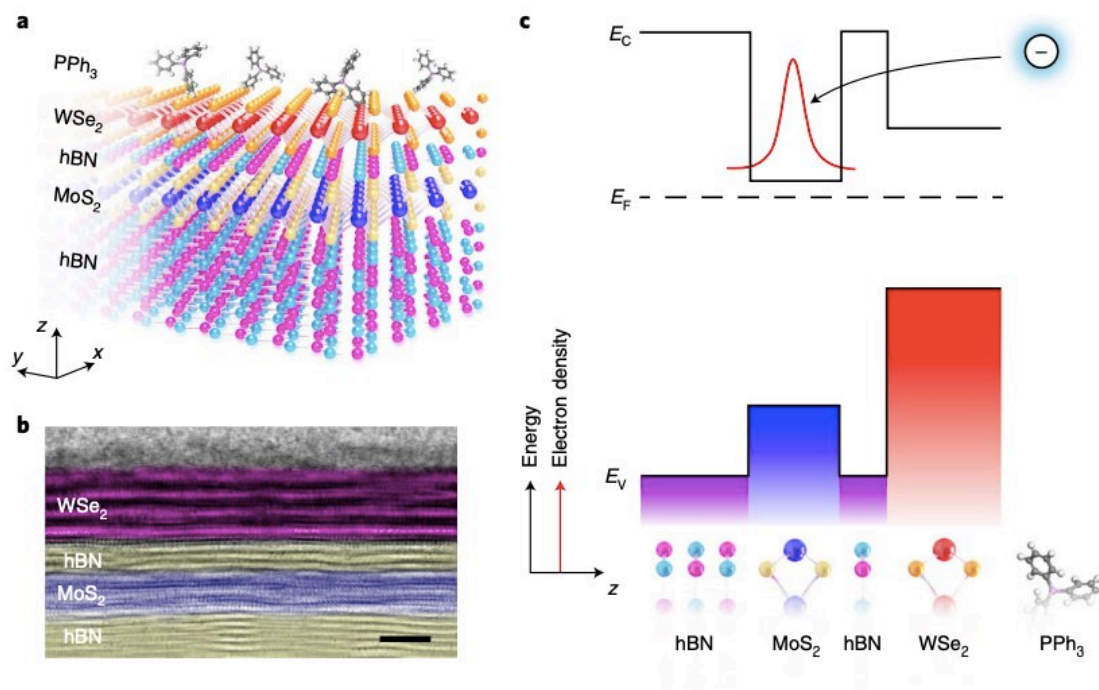 a
PPh3
WSe2
hBN
MoS2
hBN
z
y
x
b
WSe2
hBN
MoS2
hBN
c
EC
−
EF
Energy
Electron density
EV
z
hBN
MoS2
hBN
WSe2
PPh3